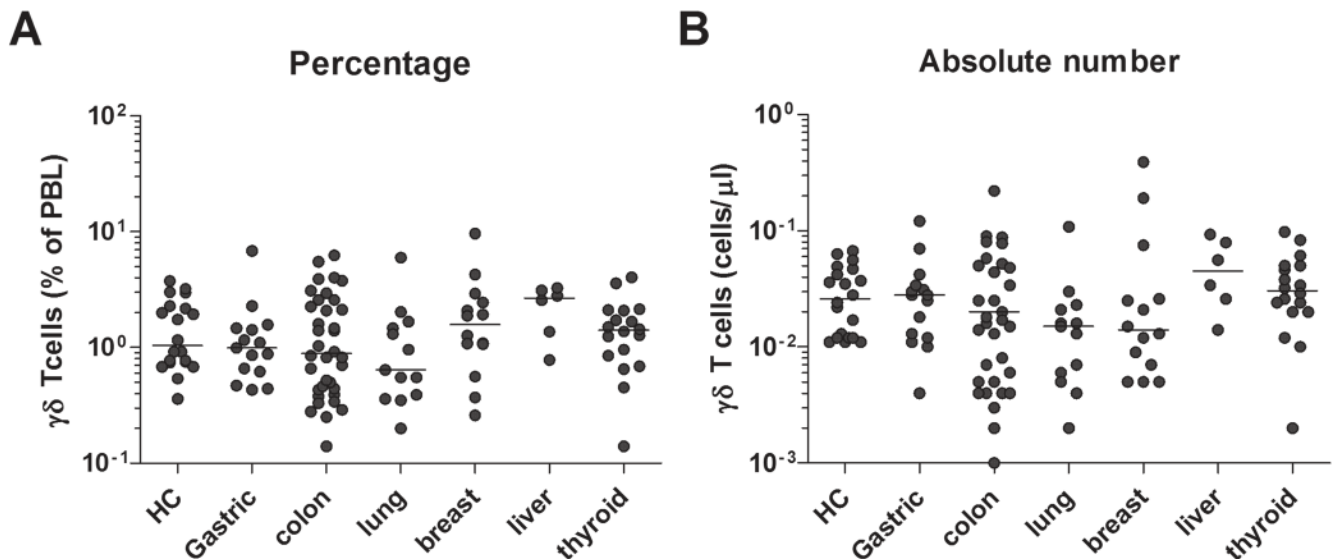 A
Percentage
γδ Tcells (% of PBL)
10²
10¹
10⁰
10⁻¹
HC
Gastric
colon
lung
breast
liver
thyroid
B
Absolute number
γδ T cells (cells/μl)
10⁰
10⁻¹
10⁻²
10⁻³
HC
Gastric
colon
lung
breast
liver
thyroid